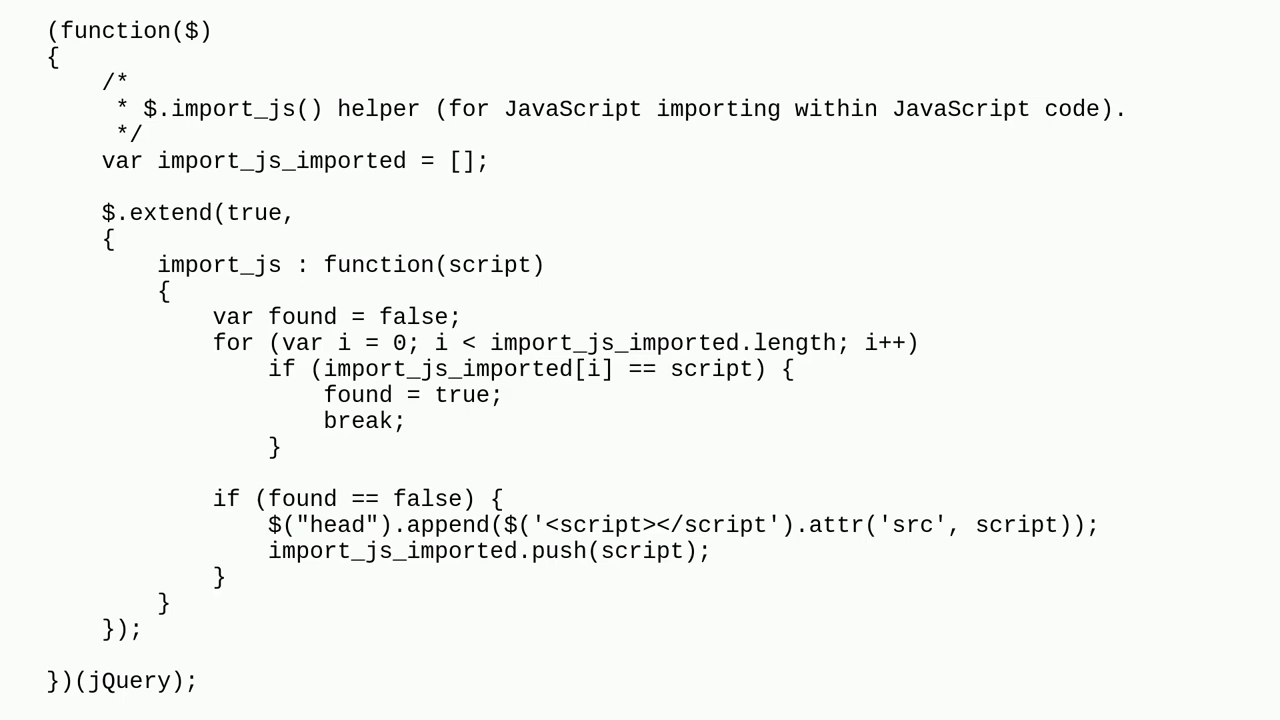 (function($)
{
    /*
     * $.import_js() helper (for JavaScript importing within JavaScript code).
     */
    var import_js_imported = [];

    $.extend(true,
    {
        import_js : function(script)
        {
            var found = false;
            for (var i = 0; i < import_js_imported.length; i++)
                if (import_js_imported[i] == script) {
                    found = true;
                    break;
                }

            if (found == false) {
                $("head").append($('<script></script').attr('src', script));
                import_js_imported.push(script);
            }
        }
    });

})(jQuery);